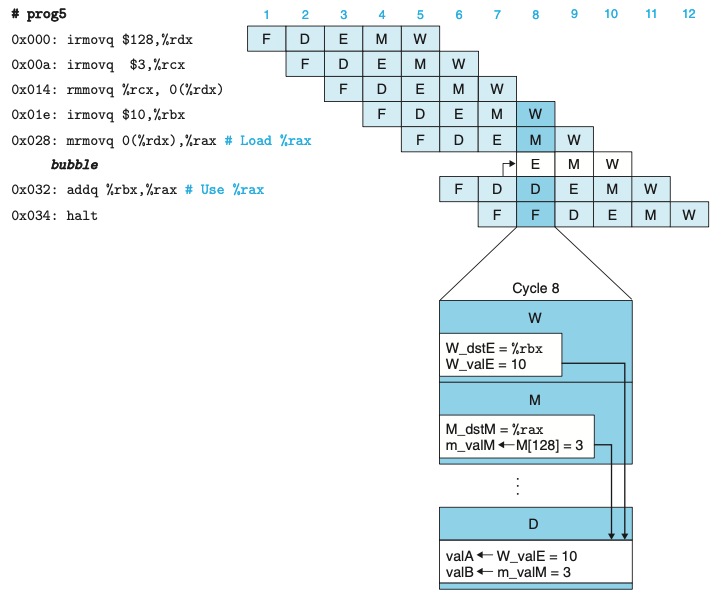 # prog5 1 2 3 4 5 6 7 8 9 10 11 12
0x000: irmovq $128,%rdx F D E M W
0x00a: irmovq $3,%rcx F D E M W
0x014: rmmovq %rcx, 0(%rdx) F D E M W
0x01e: irmovq $10,%rbx F D E M W
0x028: mrmovq 0(%rdx),%rax # Load %rax F D E M W
bubble E M W
0x032: addq %rbx,%rax # Use %rax F D D E M W
0x034: halt F F D E M W
Cycle 8
W
W_dstE = %rbx
W_valE = 10
M
M_dstM = %rax
m_valM ← M[128] = 3
⋮
D
valA ← W_valE = 10
valB ← m_valM = 3